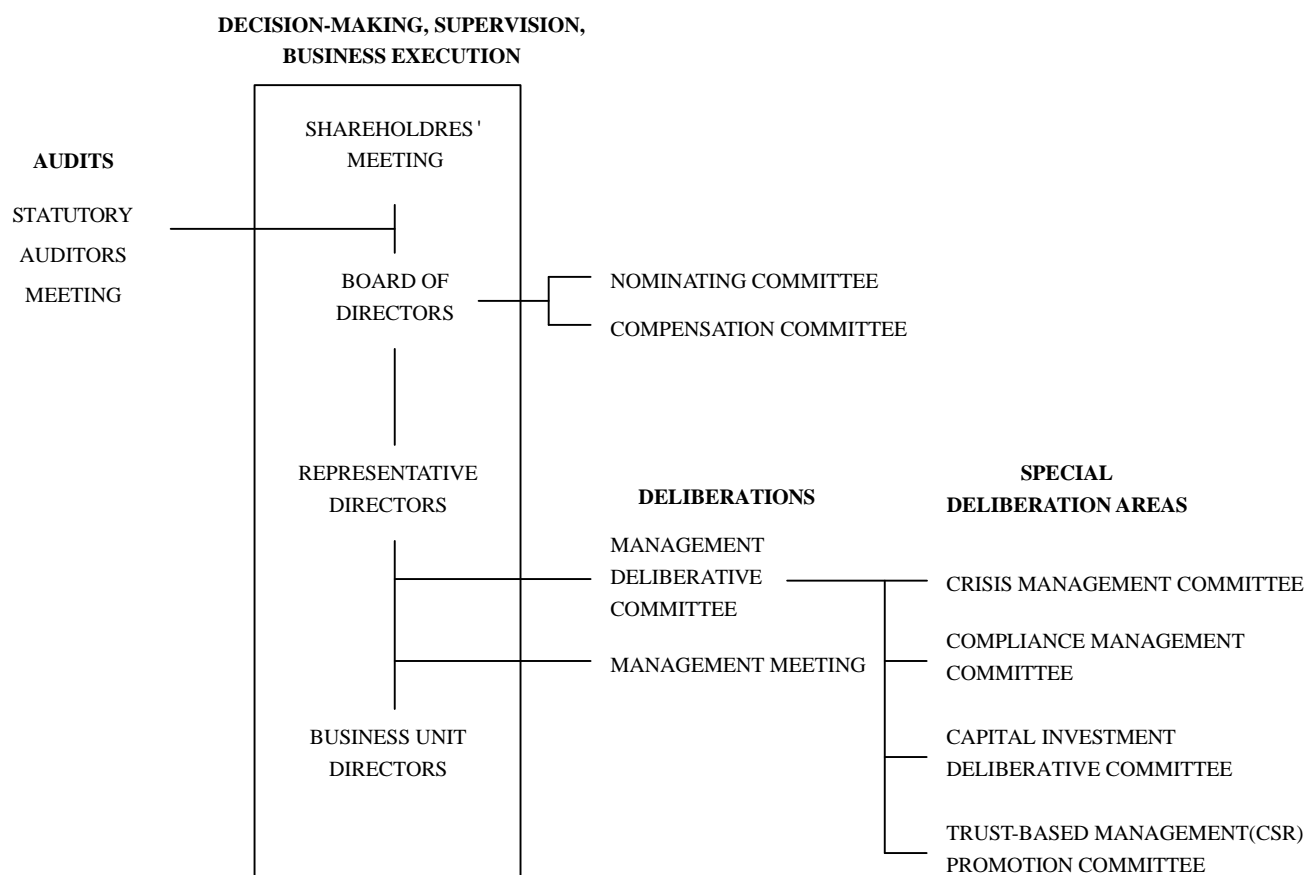 DECISION-MAKING, SUPERVISION,
BUSINESS EXECUTION
SHAREHOLDRES'
MEETING
AUDITS
STATUTORY
AUDITORS
MEETING
BOARD OF
DIRECTORS
NOMINATING COMMITTEE
COMPENSATION COMMITTEE
REPRESENTATIVE
DIRECTORS
DELIBERATIONS
SPECIAL
DELIBERATION AREAS
MANAGEMENT
DELIBERATIVE
COMMITTEE
CRISIS MANAGEMENT COMMITTEE
MANAGEMENT MEETING
COMPLIANCE MANAGEMENT
COMMITTEE
BUSINESS UNIT
DIRECTORS
CAPITAL INVESTMENT
DELIBERATIVE COMMITTEE
TRUST-BASED MANAGEMENT(CSR)
PROMOTION COMMITTEE